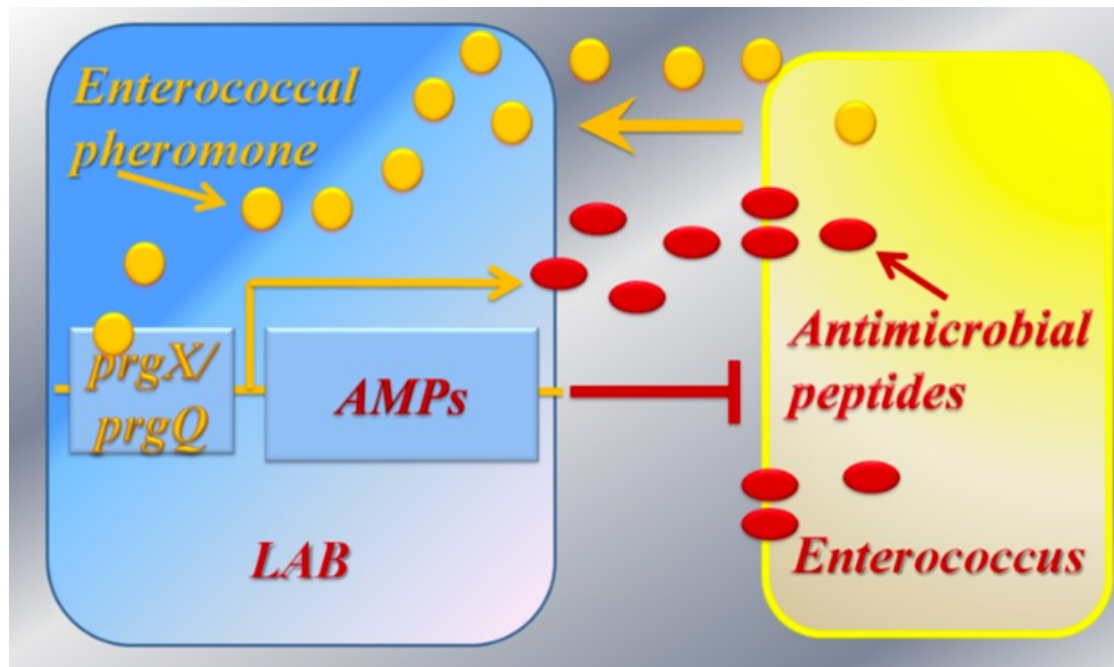 Enterococcal
pheromone
prgX/
prgQ
AMPs
LAB
Antimicrobial
peptides
Enterococcus